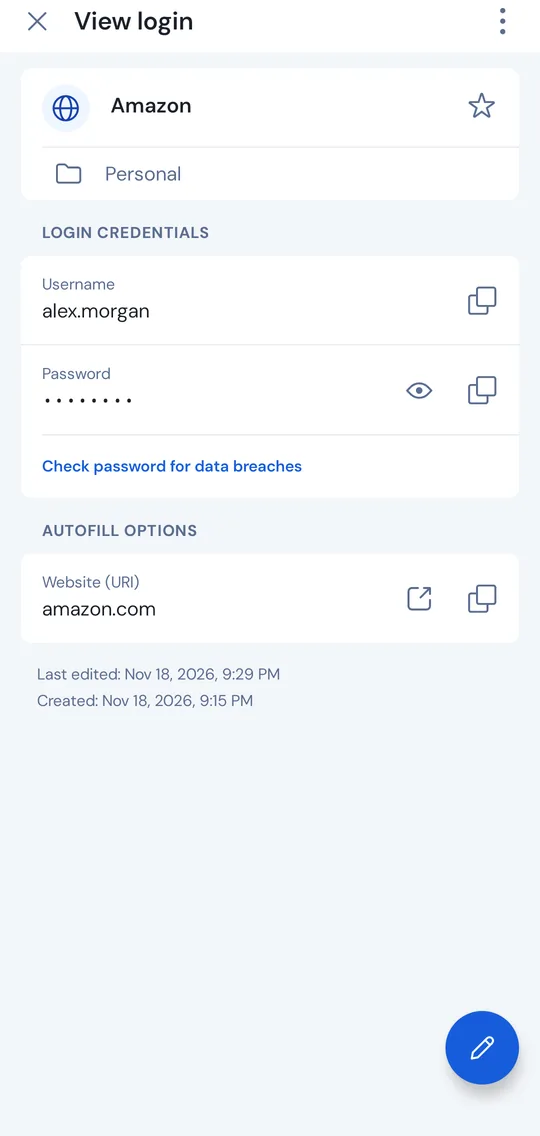 View login
Amazon
Personal
LOGIN CREDENTIALS
Username
alex.morgan
Password
••••••••
Check password for data breaches
AUTOFILL OPTIONS
Website (URI)
amazon.com
Last edited: Nov 18, 2026, 9:29 PM
Created: Nov 18, 2026, 9:15 PM